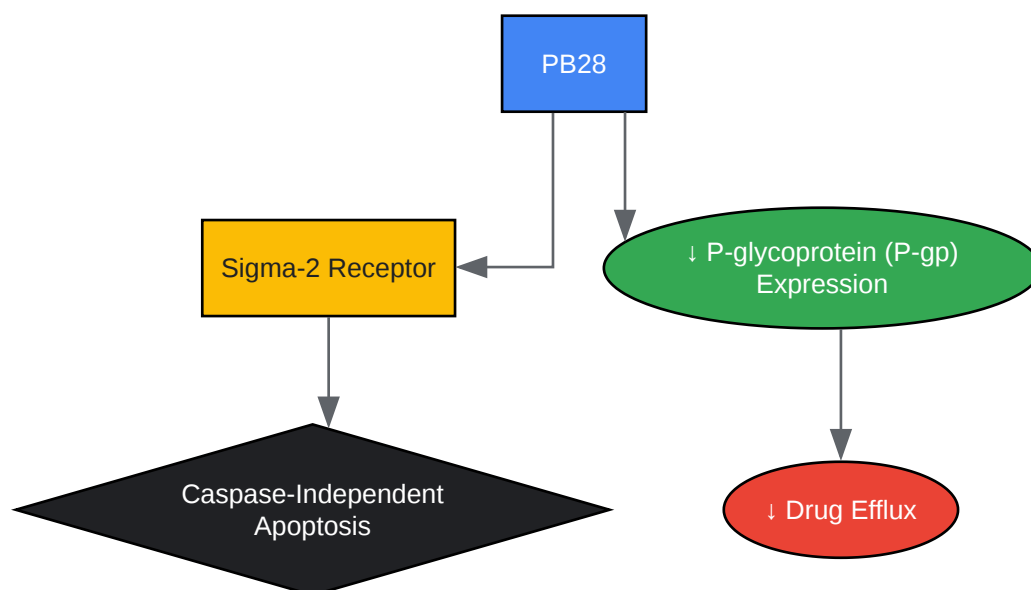 PB28
Sigma-2 Receptor
↓ P-glycoprotein (P-gp)
Expression
Caspase-Independent
Apoptosis
↓ Drug Efflux